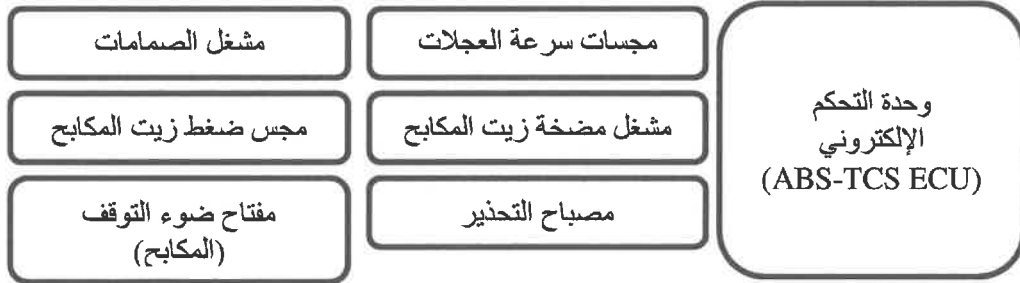 وحدة التحكم
الإلكتروني
(ABS-TCS ECU)
مجسات سرعة العجلات
مشغل الصمامات
مشغل مضخة زيت المكابح
مجس ضغط زيت المكابح
مصباح التحذير
مفتاح ضوء التوقف
(المكابح)